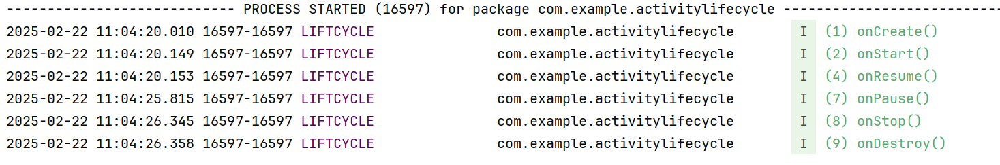 ---------------------------- PROCESS STARTED (16597) for package com.example.activitylifecycle ---------------------------
2025-02-22 11:04:20.010 16597-16597 LIFTCYCLE com.example.activitylifecycle I (1) onCreate()
2025-02-22 11:04:20.149 16597-16597 LIFTCYCLE com.example.activitylifecycle I (2) onStart()
2025-02-22 11:04:20.153 16597-16597 LIFTCYCLE com.example.activitylifecycle I (4) onResume()
2025-02-22 11:04:25.815 16597-16597 LIFTCYCLE com.example.activitylifecycle I (7) onPause()
2025-02-22 11:04:26.345 16597-16597 LIFTCYCLE com.example.activitylifecycle I (8) onStop()
2025-02-22 11:04:26.358 16597-16597 LIFTCYCLE com.example.activitylifecycle I (9) onDestroy()